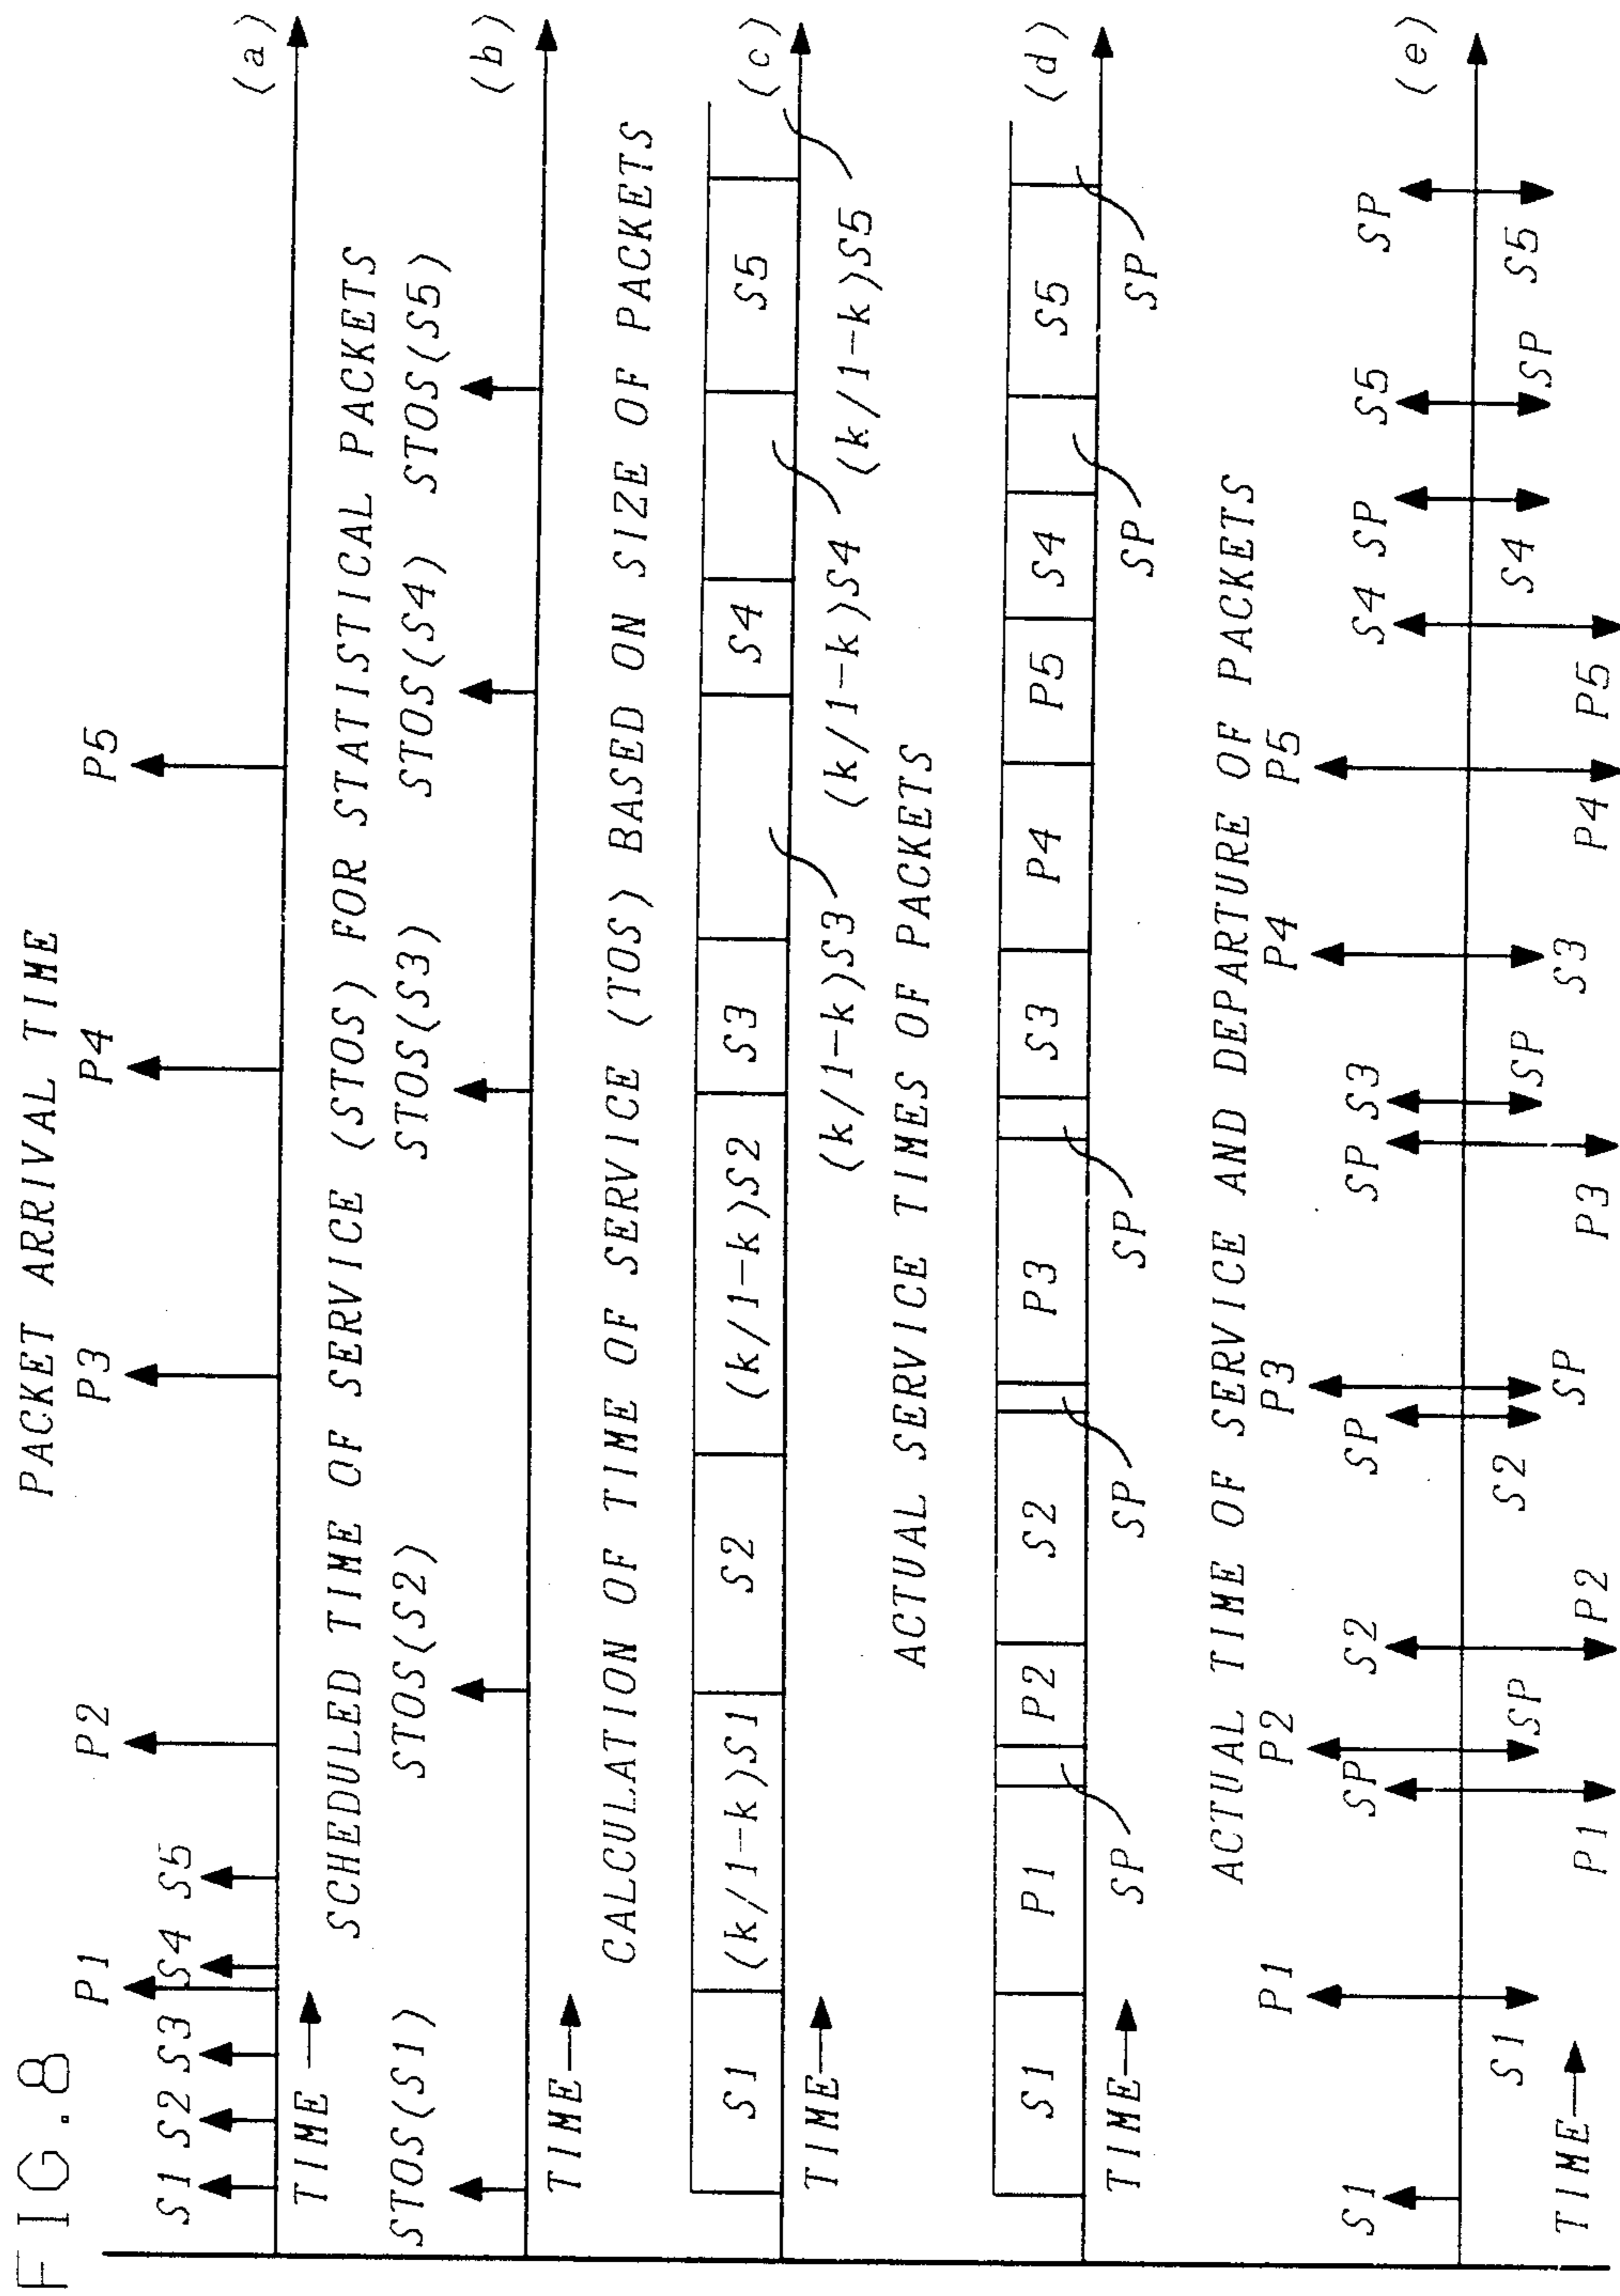 FIG.8
PACKET ARRIVAL TIME
S1 S2 S3 P1 S4 S5 P2 P3 P4 P5
(a)
TIME
SCHEDULED TIME OF SERVICE (STOS) FOR STATISTICAL PACKETS
STOS(S1) STOS(S2) STOS(S3) STOS(S4) STOS(S5)
(b)
TIME
CALCULATION OF TIME OF SERVICE (TOS) BASED ON SIZE OF PACKETS
S1 (k/1-k)S1 S2 (k/1-k)S2 S3 S4 S5
(c)
TIME
(k/1-k)S3 (k/1-k)S4 (k/1-k)S5
ACTUAL SERVICE TIMES OF PACKETS
S1 P1 P2 S2 P3 S3 P4 P5 S4 S5
(d)
TIME
SP SP SP SP SP
ACTUAL TIME OF SERVICE AND DEPARTURE OF PACKETS
S1 P1 SP P2 S2 SP P3 SP S3 P4 P5 S4 SP S5 SP
(e)
S1 P1 SP P2 S2 SP P3 SP S3 P4 P5 S4 SP S5
TIME